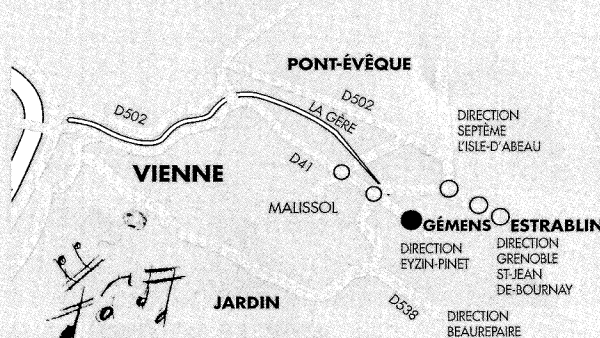 PONT-ÉVÊQUE
D502
D502
LA GÈRE
DIRECTION
SEPTÈME
L'ISLE-D'ABEAU
D41
VIENNE
MALISSOL
GÉMENS
ESTRABLIN
DIRECTION
EYZIN-PINET
DIRECTION
GRENOBLE
ST-JEAN
DE-BOURNAY
JARDIN
D538
DIRECTION
BEAUREPAIRE